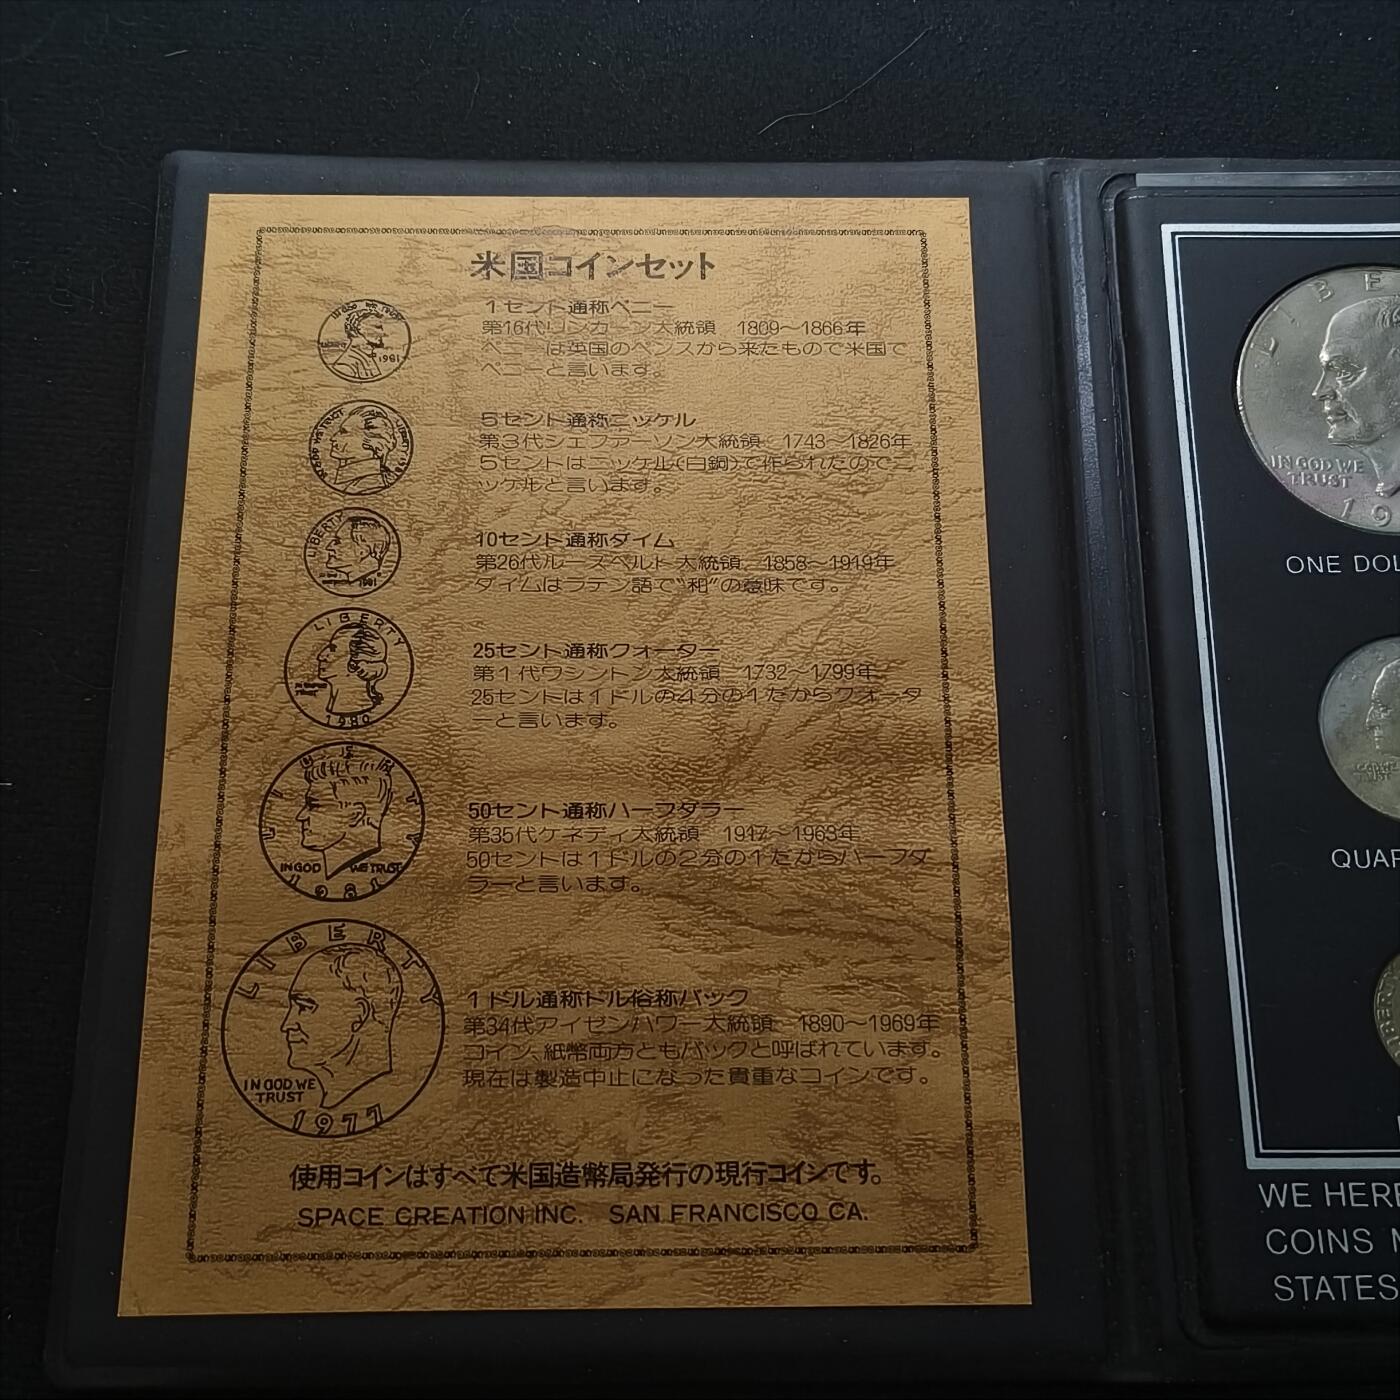 米国コインセット
1セント通称ペニー
第16代リンカーン大統領 1809〜1866年
ペニーは英国のペンスから来たもので米国で
ペニーと言います。
5セント通称ニッケル
第3代ジェファーソン大統領 1743〜1826年
5セントはニッケル(白銅)で作られたのでニ
ッケルと言います。
10セント通称ダイム
第26代ルーズベルト大統領 1858〜1919年
ダイムはラテン語で“和”の意味です。
25セント通称クォーター
第1代ワシントン大統領 1732〜1799年
25セントは1ドルの4分の1だからクォータ
ーと言います。
50セント通称ハーフダラー
第35代ケネディ大統領 1917〜1963年
50セントは1ドルの2分の1だからハーフダ
ラーと言います。
LIBERTY
IN GOD WE
TRUST
1977
1ドル通称ドル俗称バック
第34代アイゼンハワー大統領 1890〜1969年
コイン、紙幣両方ともバックと呼ばれています。
現在は製造中止になった貴重なコインです。
使用コインはすべて米国造幣局発行の現行コインです。
SPACE CREATION INC. SAN FRANCISCO CA.
IN GOD WE
TRUST
ONE DOL
QUAR
WE HERE
COINS
STATES